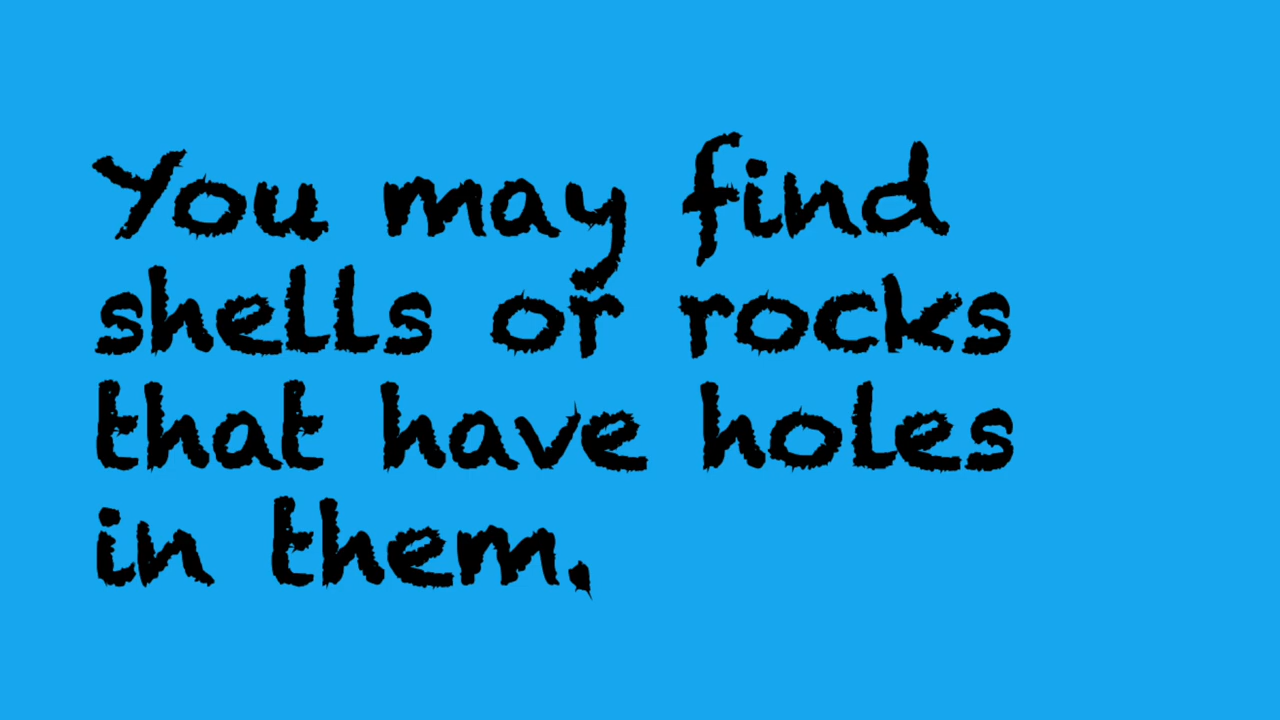 You may find
shells or rocks
that have holes
in them.